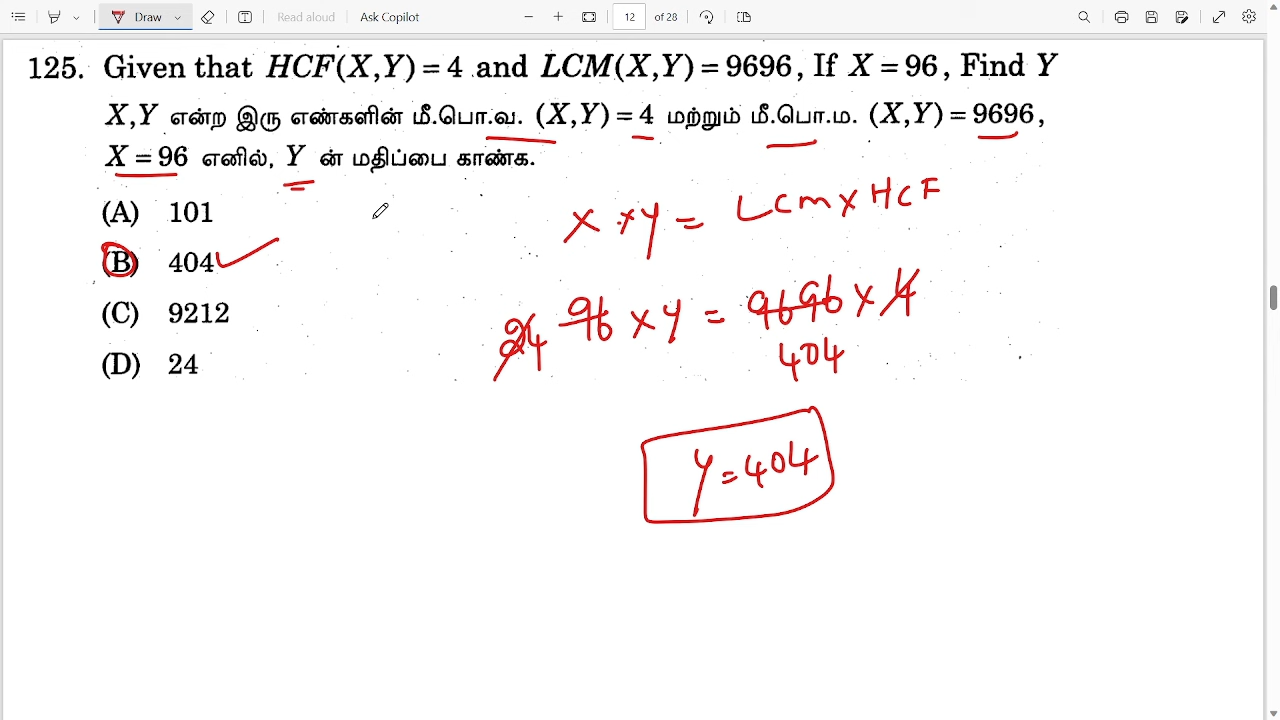 Draw
Read aloud
Ask Copilot
12 of 28
125. Given that HCF(X,Y) = 4 and LCM(X,Y) = 9696, If X = 96, Find Y
X,Y என்ற இரு எண்களின் மீ.பொ.வ. (X,Y) = 4 மற்றும் மீ.பொ.ம. (X,Y) = 9696,
X = 96 எனில், Y ன் மதிப்பை காண்க.
(A) 101
(B) 404
(C) 9212
(D) 24
X × Y = LCM × HCF
24 96 × Y = 9696 × 4
404
Y = 404